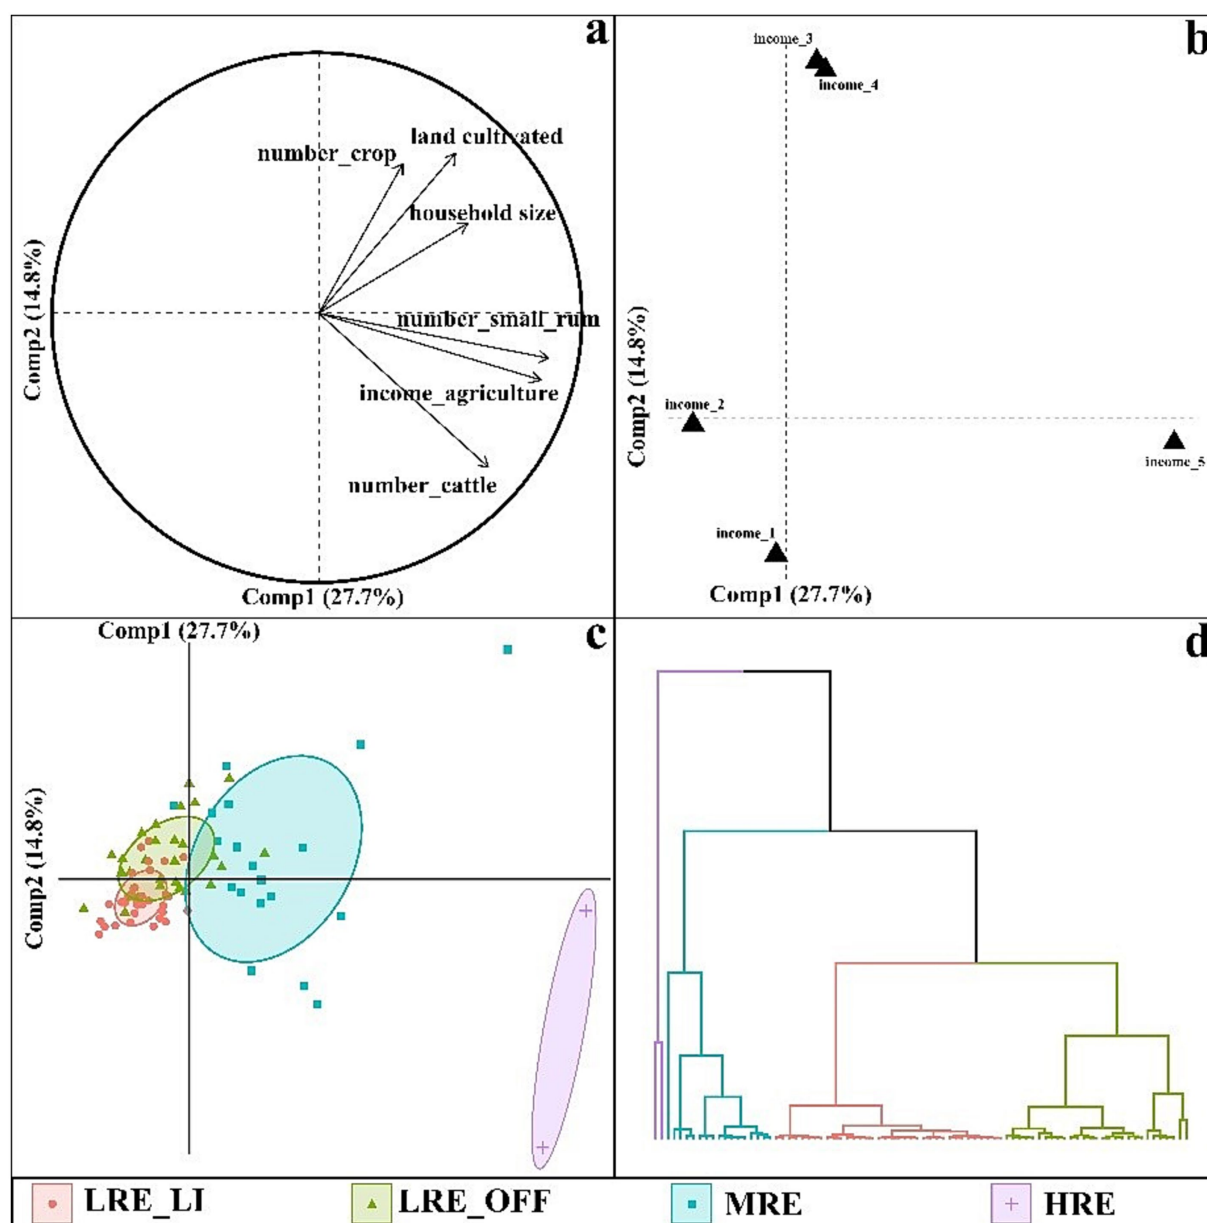 a
number_crop
land cultivated
household size
number_small_rum
income_agriculture
number_cattle
Comp2 (14.8%)
Comp1 (27.7%)
b
income_3
income_4
income_2
income_5
income_1
Comp2 (14.8%)
Comp1 (27.7%)
Comp1 (27.7%)
c
Comp2 (14.8%)
d
LRE_LI
LRE_OFF
MRE
HRE